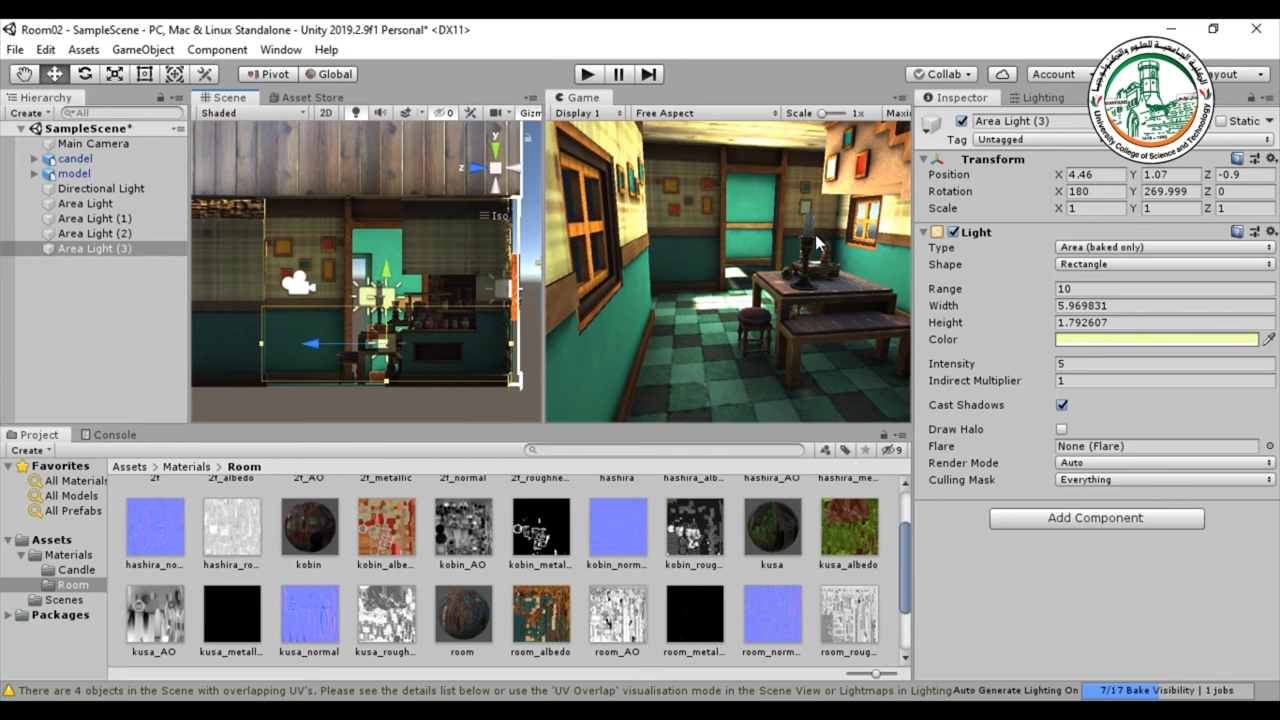 Room02 - SampleScene - PC, Mac & Linux Standalone - Unity 2019.2.9f1 Personal* <DX11>
File Edit Assets GameObject Component Window Help
Pivot Global Collab Account
Hierarchy
Create All
SampleScene*
Main Camera
candel
model
Directional Light
Area Light
Area Light (1)
Area Light (2)
Area Light (3)
Scene Asset Store
Shaded 2D 0 Gizm
y
z
Iso
Game
Display 1 Free Aspect Scale 1x Maxi
Inspector Lighting
Area Light (3) Static
Tag Untagged
Transform
Position X 4.46 Y 1.07 Z -0.9
Rotation X 180 Y 269.999 Z 0
Scale X 1 Y 1 Z 1
Light
Type Area (baked only)
Shape Rectangle
Range 10
Width 5.969831
Height 1.792607
Color
Intensity 5
Indirect Multiplier 1
Cast Shadows
Draw Halo
Flare None (Flare)
Render Mode Auto
Culling Mask Everything
Add Component
الكلية الجامعية للعلوم والتكنولوجيا
University College of Science and Technology
Project Console
Create 9
Favorites
All Materials
All Models
All Prefabs
Assets
Materials
Candle
Room
Scenes
Packages
Assets Materials Room
2f 2f_albedo 2f_AO 2f_metallic 2f_normal 2f_roughne... hashira hashira_alb... hashira_me...
hashira_no... hashira_ro... kobin kobin_albe... kobin_AO kobin_metal... kobin_norm... kobin_roug... kusa kusa_albedo
kusa_AO kusa_metall... kusa_normal kusa_rough... room room_albedo room_AO room_metal... room_norm... room_roug...
There are 4 objects in the Scene with overlapping UV's. Please see the details list below or use the 'UV Overlap' visualisation mode in the Scene View or Lightmaps in Lighting Auto Generate Lighting On 7/17 Bake Visibility | 1 jobs